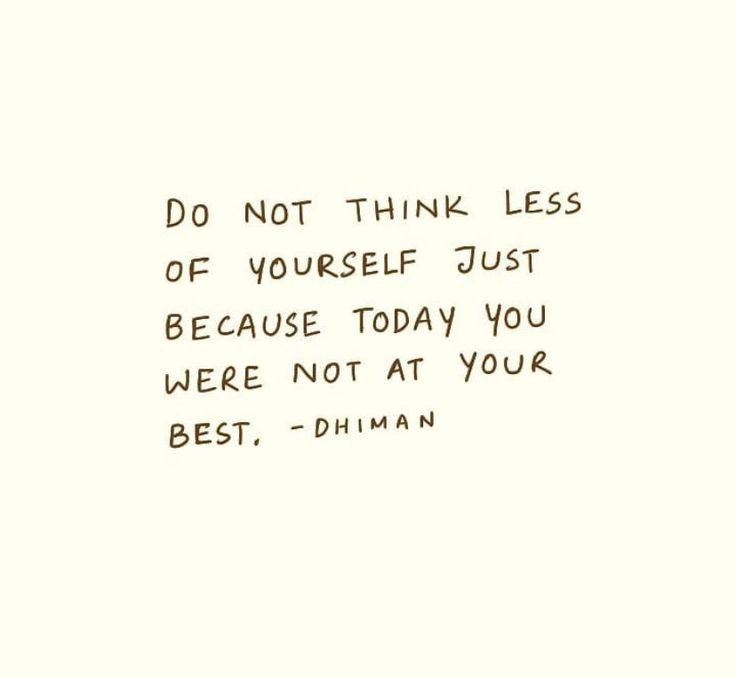 DO NOT THINK LESS
OF YOURSELF JUST
BECAUSE TODAY YOU
WERE NOT AT YOUR
BEST. - DHIMAN